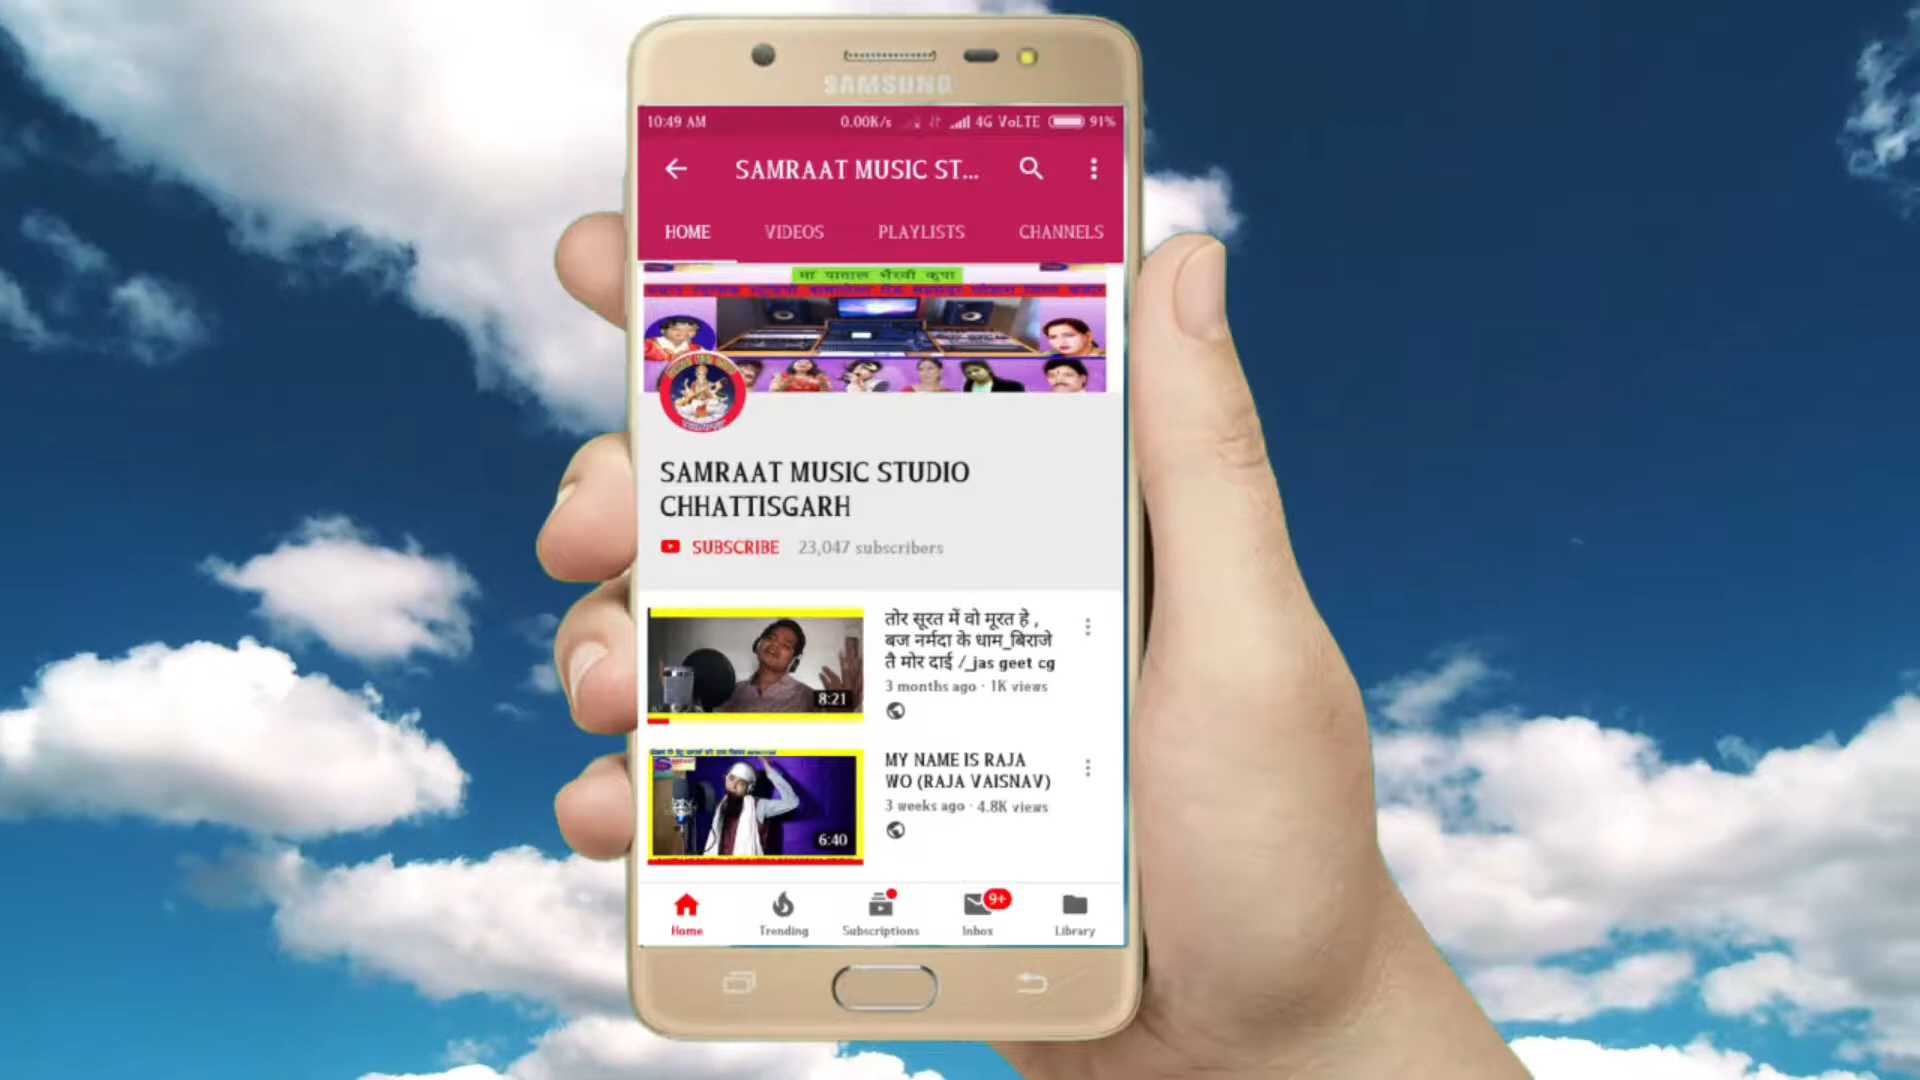 SAMSUNG
10:49 AM 0.00K/s 4G VoLTE 91%
SAMRAAT MUSIC ST...
HOME VIDEOS PLAYLISTS CHANNELS
मां पाताल भैरवी कृपा
SAMRAAT MUSIC STUDIO
CHHATTISGARH
SUBSCRIBE 23,047 subscribers
तोर सूरत में वो मूरत हे ,
बज नर्मदा के धाम_बिराजे
तै मोर दाई /_jas geet cg
3 months ago · 1K views
8:21
MY NAME IS RAJA
WO (RAJA VAISNAV)
3 weeks ago · 4.8K views
6:40
9+
Home Trending Subscriptions Inbox Library